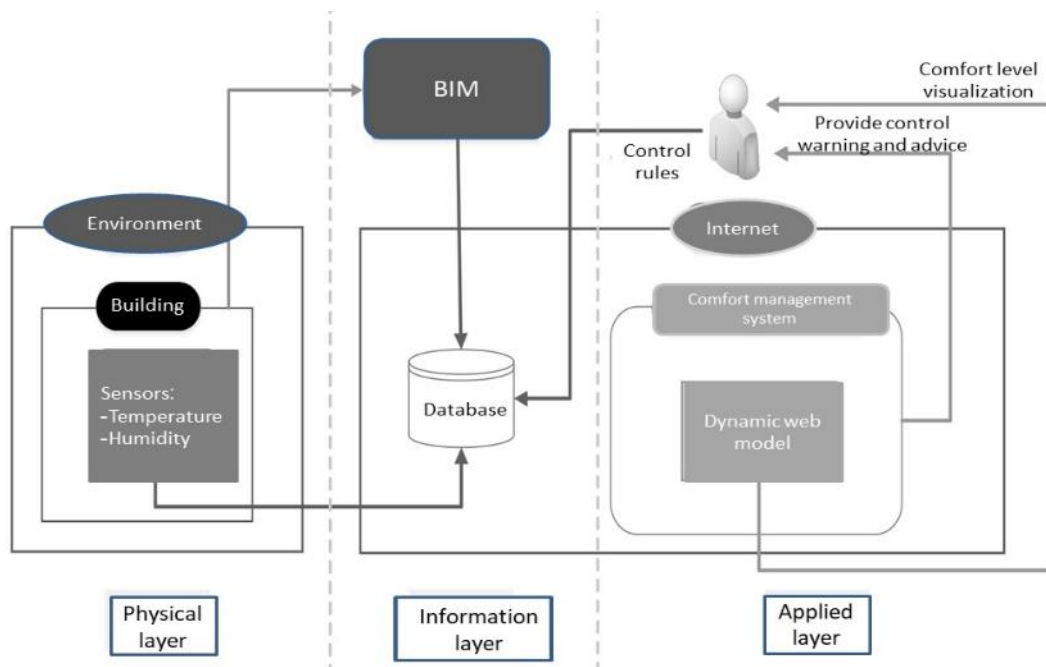 BIM
Comfort level
visualization
Provide control
warning and advice
Control
rules
Environment
Internet
Building
Comfort management
system
Sensors:
-Temperature
-Humidity
Database
Dynamic web
model
Physical
layer
Information
layer
Applied
layer